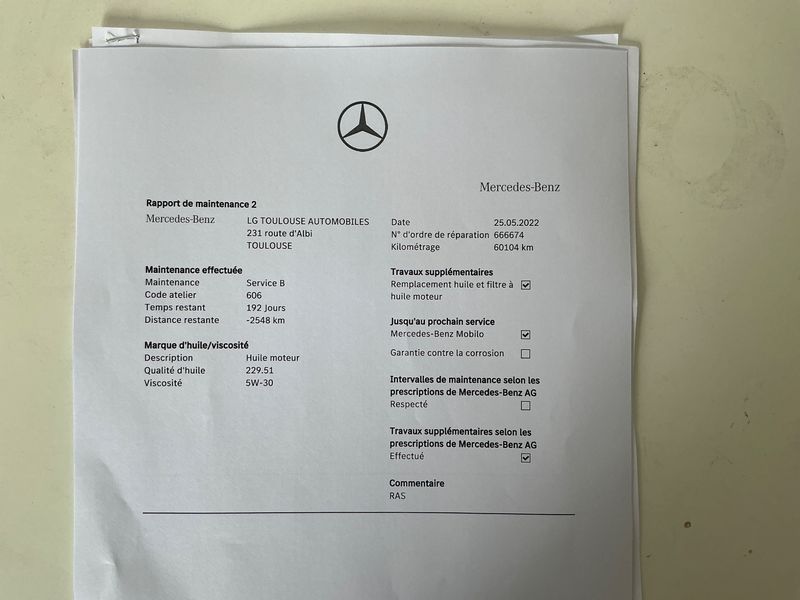 Mercedes-Benz
Rapport de maintenance 2
Mercedes-Benz
LG TOULOUSE AUTOMOBILES
231 route d'Albi
TOULOUSE
Date 25.05.2022
N° d'ordre de réparation 666674
Kilométrage 60104 km
Maintenance effectuée
Maintenance Service B
Code atelier 606
Temps restant 192 Jours
Distance restante -2548 km
Marque d'huile/viscosité
Description Huile moteur
Qualité d'huile 229.51
Viscosité 5W-30
Travaux supplémentaires
Remplacement huile et filtre à
huile moteur
Jusqu'au prochain service
Mercedes-Benz Mobilo
Garantie contre la corrosion
Intervalles de maintenance selon les
prescriptions de Mercedes-Benz AG
Respecté
Travaux supplémentaires selon les
prescriptions de Mercedes-Benz AG
Effectué
Commentaire
RAS